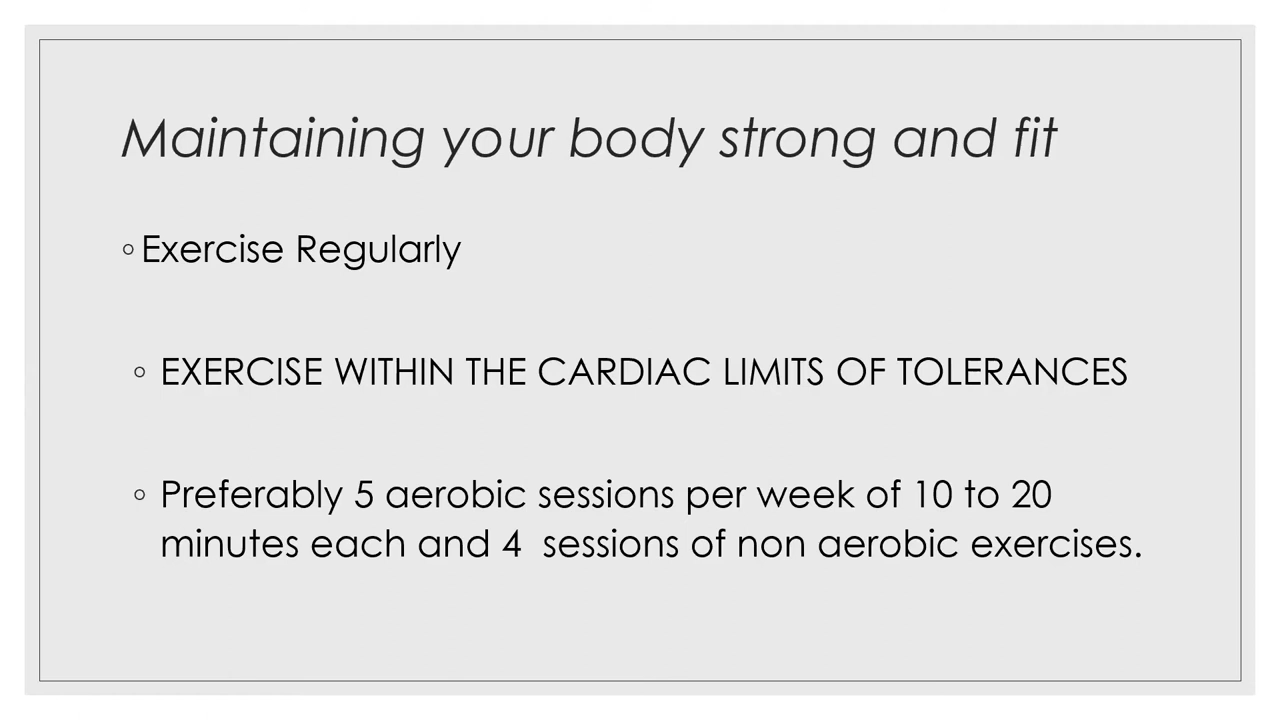 Maintaining your body strong and fit
◦ Exercise Regularly
◦ EXERCISE WITHIN THE CARDIAC LIMITS OF TOLERANCES
◦ Preferably 5 aerobic sessions per week of 10 to 20
minutes each and 4  sessions of non aerobic exercises.